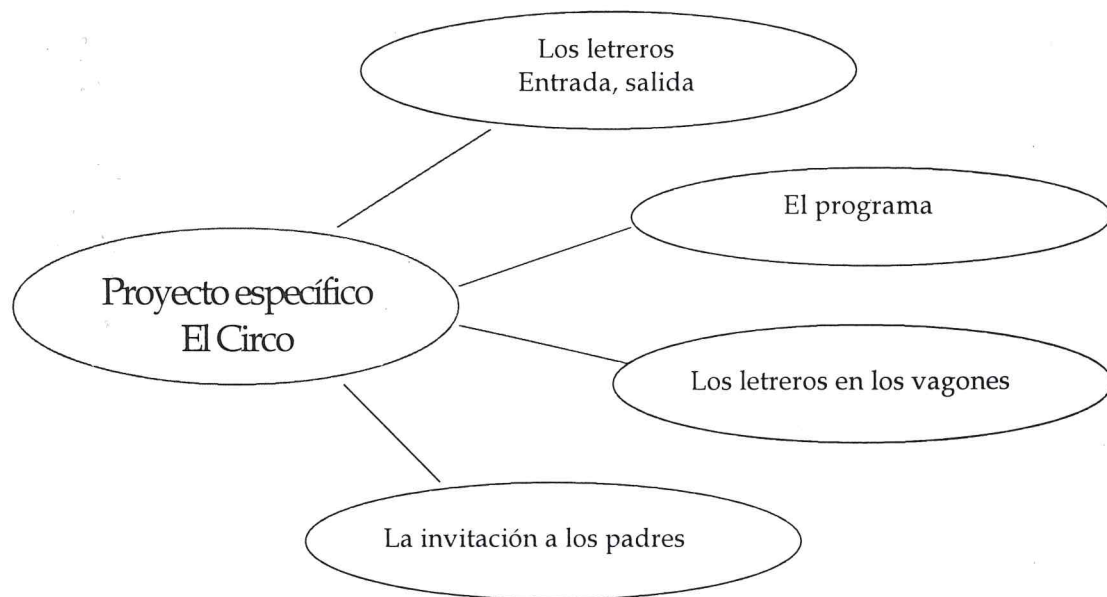 Los letreros
Entrada, salida
El programa
Proyecto específico
El Circo
Los letreros en los vagones
La invitación a los padres